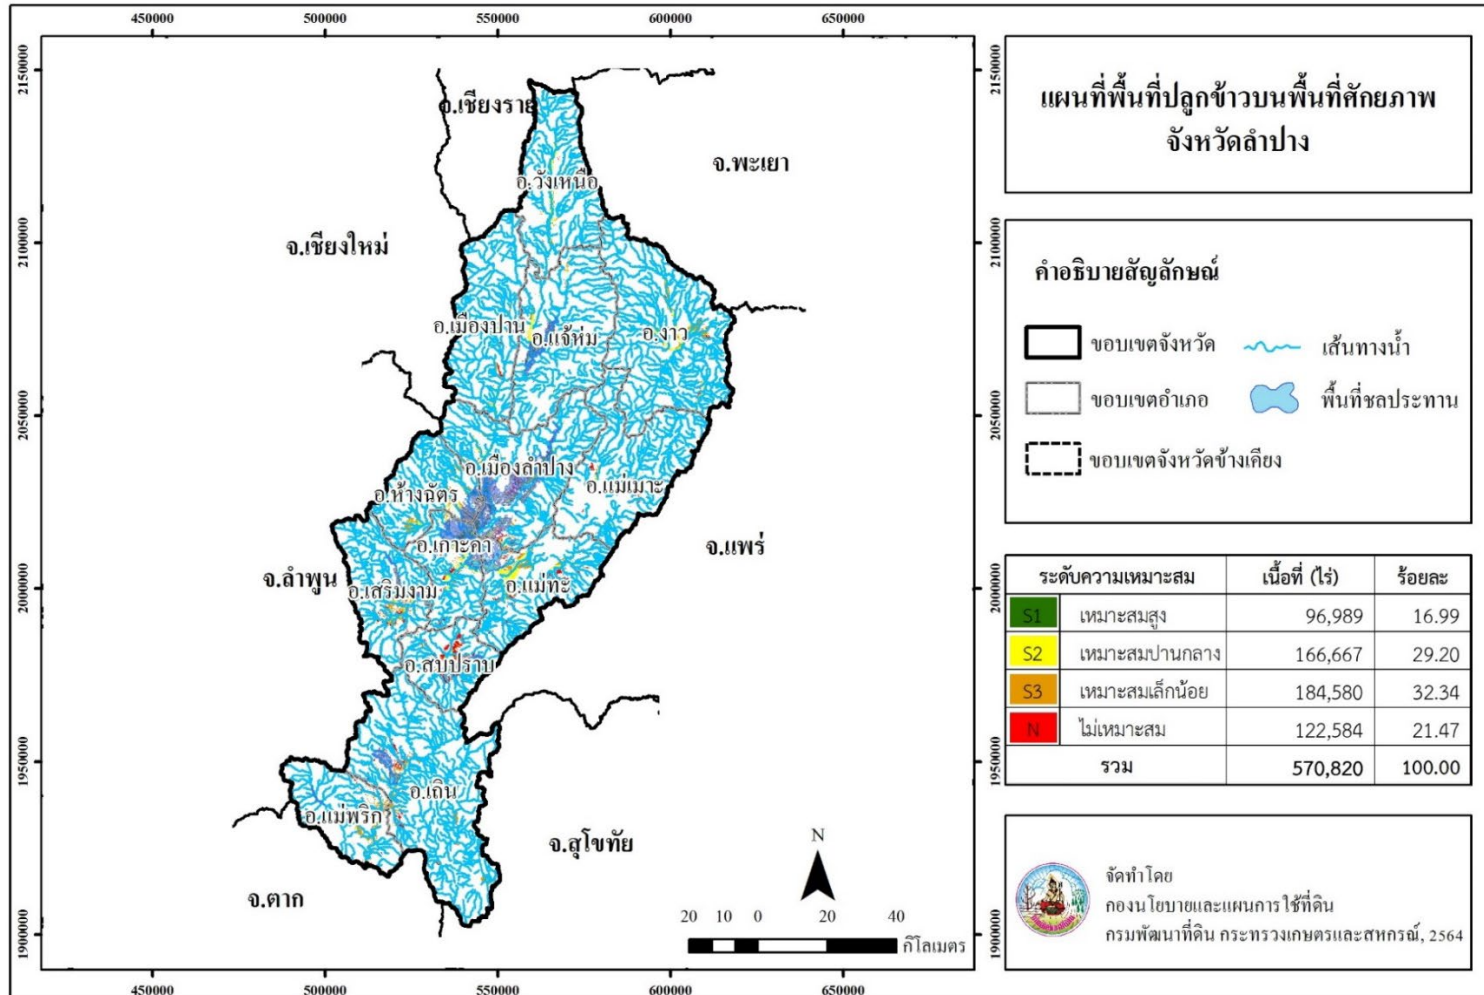 450000 500000 550000 600000 650000
2150000 2100000 2050000 2000000 1950000 1900000
จ.เชียงราย
จ.พะเยา
อ.วังเหนือ
จ.เชียงใหม่
อ.เมืองปาน
อ.แจ้ห่ม
อ.งาว
อ.เมืองลำปาง
อ.ห้างฉัตร
อ.แม่เมาะ
อ.เกาะคา
จ.แพร่
จ.ลำพูน
อ.เสริมงาม
อ.แม่ทะ
อ.สบปราบ
อ.เถิน
อ.แม่พริก
จ.สุโขทัย
จ.ตาก
N
20 10 0 20 40
กิโลเมตร
2150000 2100000 2050000 2000000 1950000 1900000
450000 500000 550000 600000 650000
แผนที่พื้นที่ปลูกข้าวบนพื้นที่ศักยภาพ
จังหวัดลำปาง
คำอธิบายสัญลักษณ์
ขอบเขตจังหวัด เส้นทางน้ำ
ขอบเขตอำเภอ พื้นที่ชลประทาน
ขอบเขตจังหวัดข้างเคียง
ระดับความเหมาะสม เนื้อที่ (ไร่) ร้อยละ
S1 เหมาะสมสูง 96,989 16.99
S2 เหมาะสมปานกลาง 166,667 29.20
S3 เหมาะสมเล็กน้อย 184,580 32.34
N ไม่เหมาะสม 122,584 21.47
รวม 570,820 100.00
จัดทำโดย
กองนโยบายและแผนการใช้ที่ดิน
กรมพัฒนาที่ดิน กระทรวงเกษตรและสหกรณ์, 2564